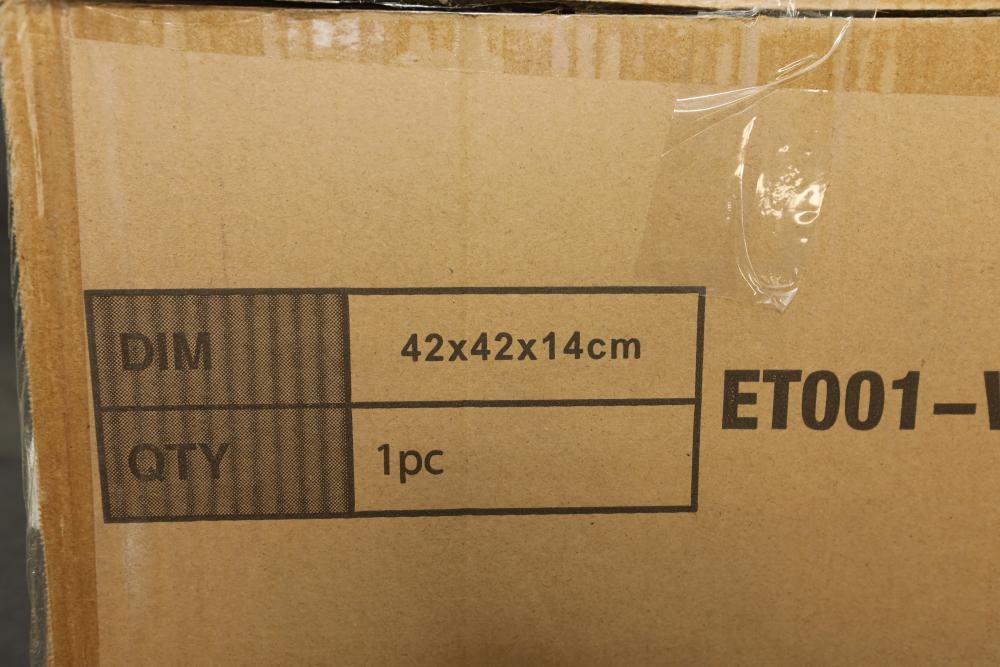 DIM 42x42x14cm
QTY 1pc
ET001-